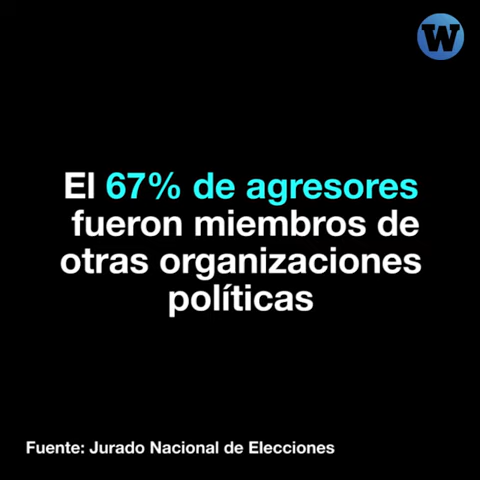 W
El 67% de agresores
fueron miembros de
otras organizaciones
políticas
Fuente: Jurado Nacional de Elecciones